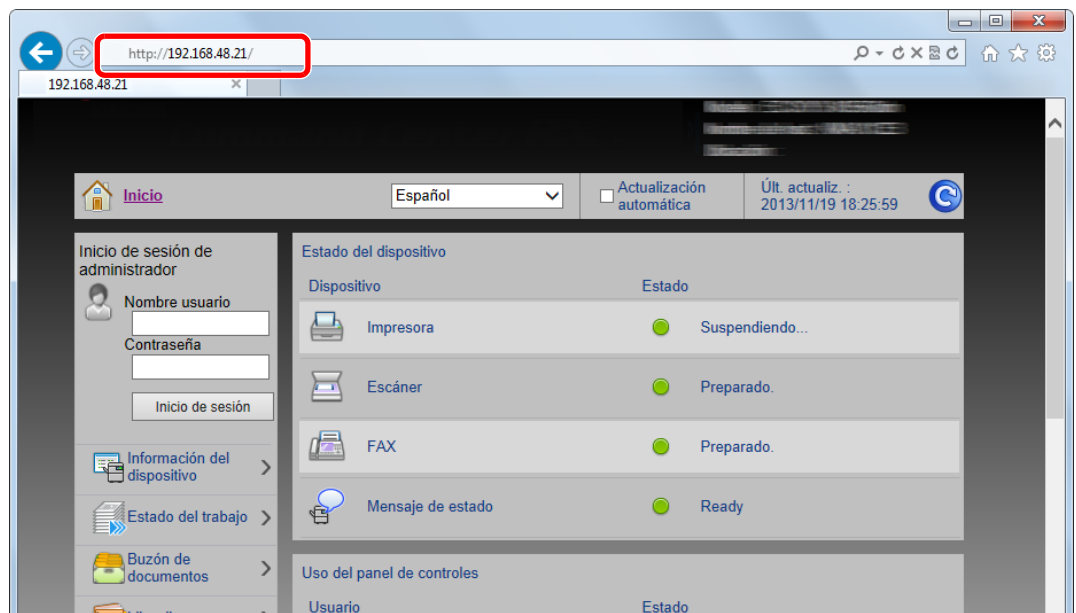 http://192.168.48.21/
192.168.48.21
Inicio
Español
Actualización
automática
Últ. actualiz. :
2013/11/19 18:25:59
Inicio de sesión de
administrador
Nombre usuario
Contraseña
Inicio de sesión
Información del
dispositivo
Estado del trabajo
Buzón de
documentos
Estado del dispositivo
Dispositivo Estado
Impresora Suspendiendo...
Escáner Preparado.
FAX Preparado.
Mensaje de estado Ready
Uso del panel de controles
Usuario Estado